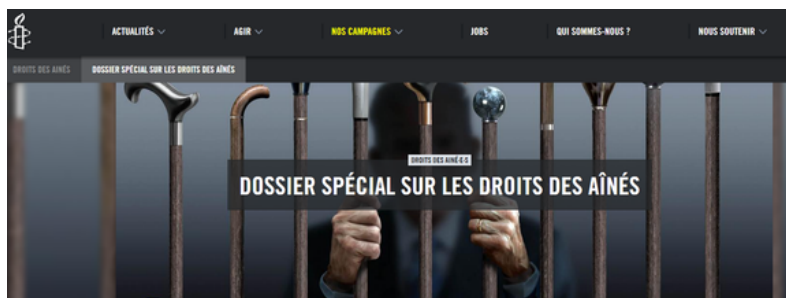 ACTUALITÉS
AGIR
NOS CAMPAGNES
JOBS
QUI SOMMES-NOUS ?
NOUS SOUTENIR
DROITS DES AINÉS
DOSSIER SPÉCIAL SUR LES DROITS DES AÎNÉS
DROITS DES AINÉ·E·S
DOSSIER SPÉCIAL SUR LES DROITS DES AÎNÉS